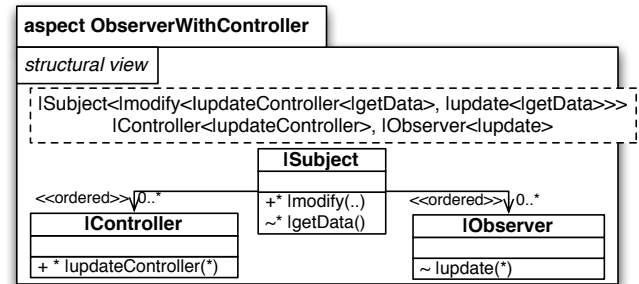 aspect ObserverWithController
structural view
|Subject<|modify<|updateController<|getData>, |update<|getData>>>
|Controller<|updateController>, |Observer<|update>
|Subject
+* |modify(..)
~* |getData()
<<ordered>> 0..*
|Controller
+ * |updateController(*)
<<ordered>> 0..*
|Observer
~ |update(*)